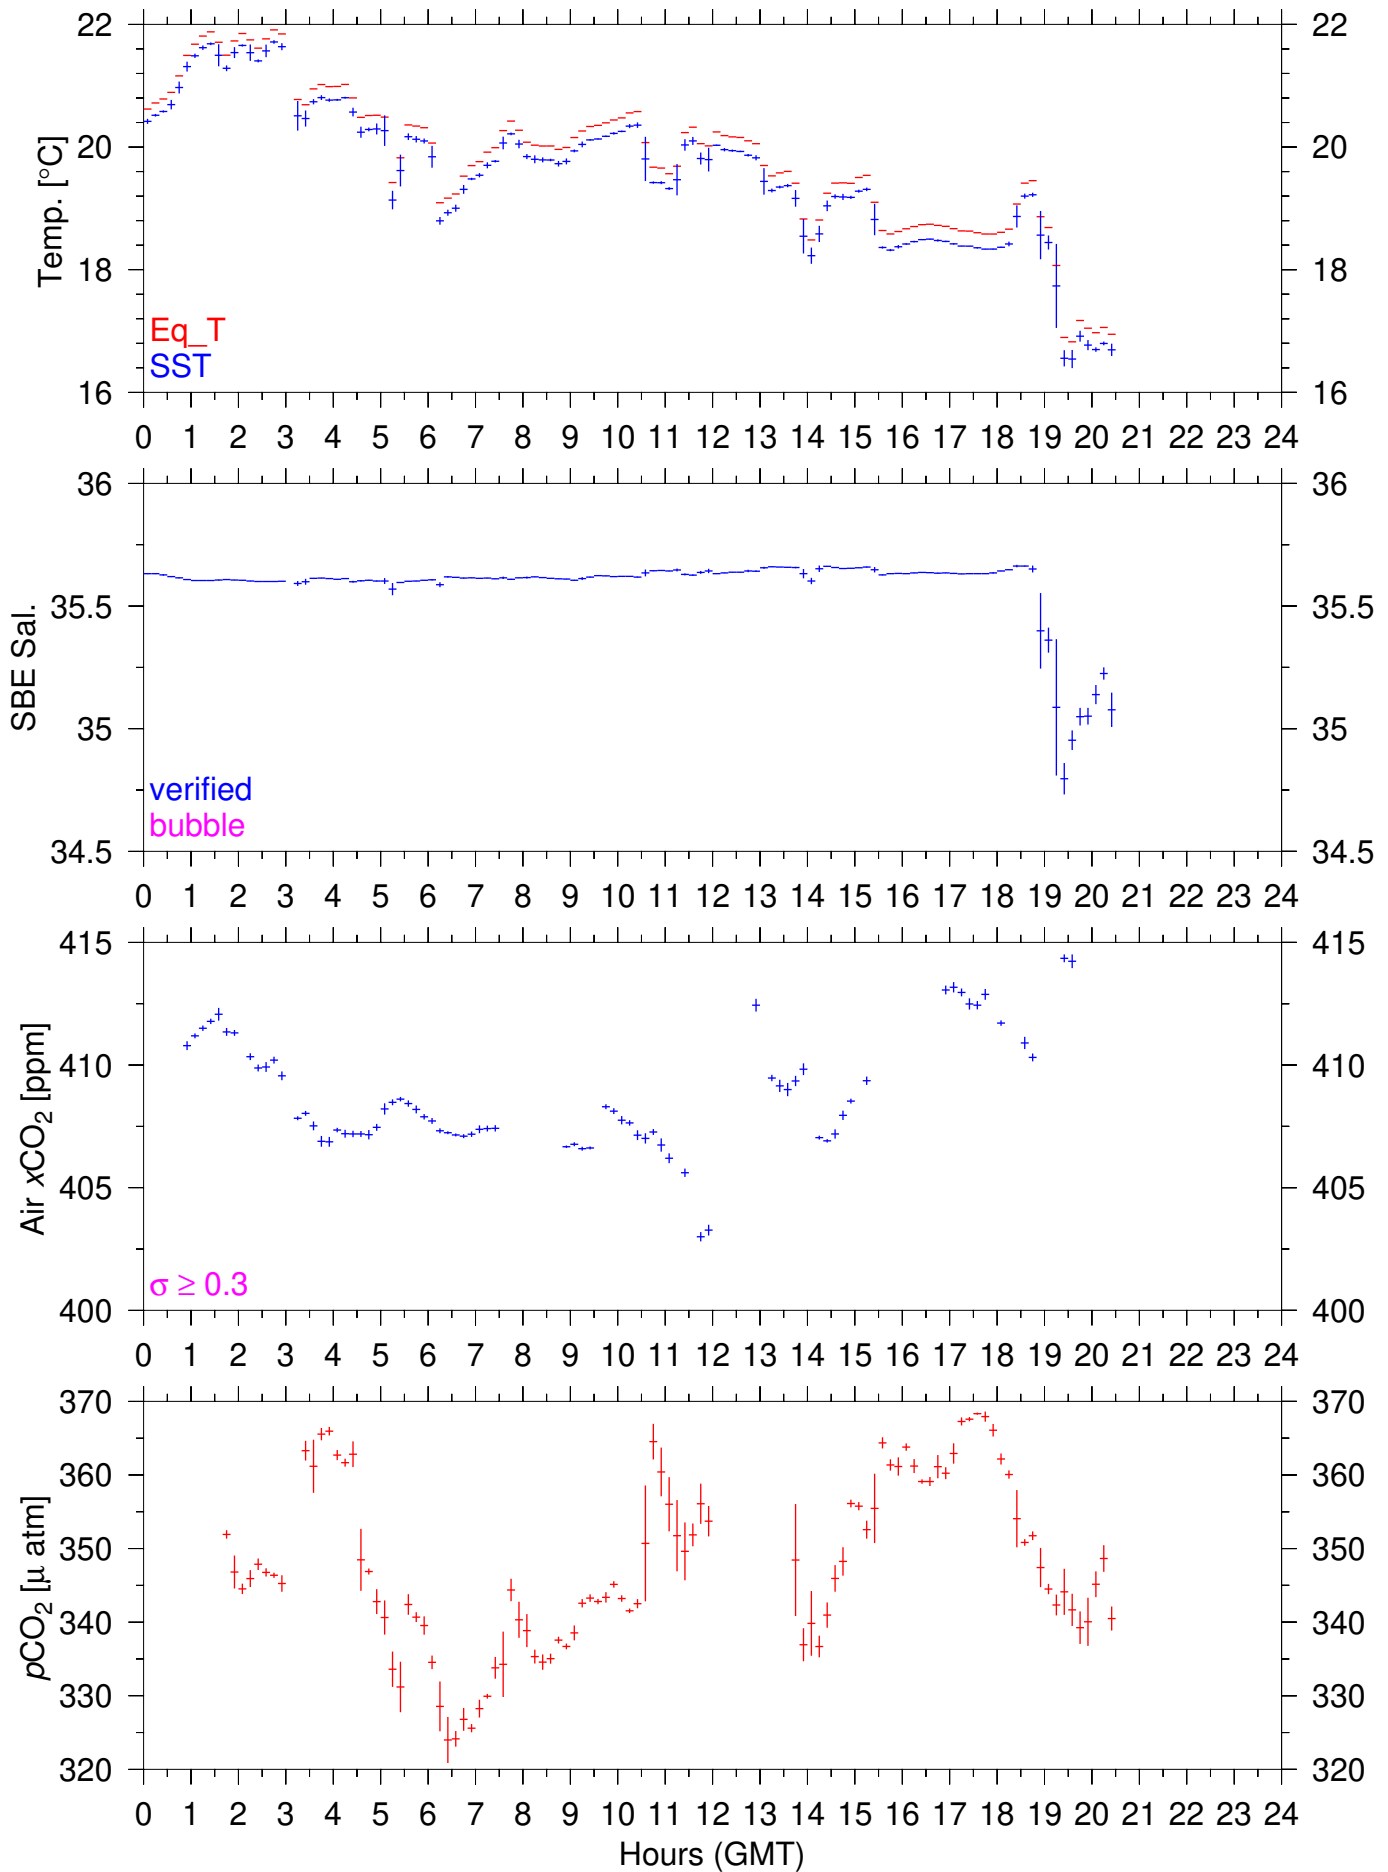 22 22
20 20
18 18
16 16
Temp. [°C]
Eq_T
SST
0 1 2 3 4 5 6 7 8 9 10 11 12 13 14 15 16 17 18 19 20 21 22 23 24
36 36
35.5 35.5
35 35
34.5 34.5
SBE Sal.
verified
bubble
0 1 2 3 4 5 6 7 8 9 10 11 12 13 14 15 16 17 18 19 20 21 22 23 24
415 415
410 410
405 405
400 400
Air xCO₂ [ppm]
σ ≥ 0.3
0 1 2 3 4 5 6 7 8 9 10 11 12 13 14 15 16 17 18 19 20 21 22 23 24
370 370
360 360
350 350
340 340
330 330
320 320
pCO₂ [μ atm]
0 1 2 3 4 5 6 7 8 9 10 11 12 13 14 15 16 17 18 19 20 21 22 23 24
Hours (GMT)